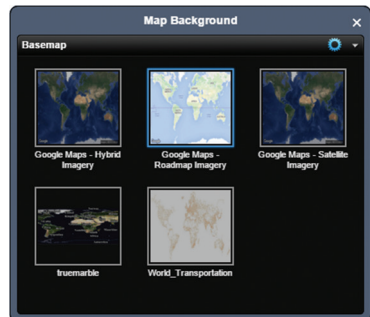 Map Background
Basemap
Google Maps - Hybrid
Imagery
Google Maps -
Roadmap Imagery
Google Maps - Satellite
Imagery
truemarble
World_Transportation